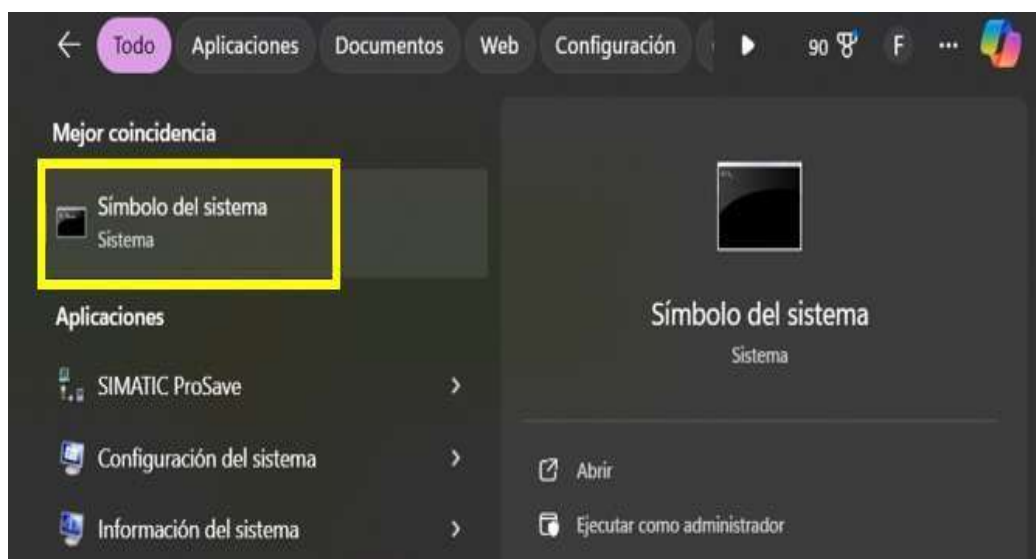 Todo Aplicaciones Documentos Web Configuración 90 F ...
Mejor coincidencia
Símbolo del sistema
Sistema
Aplicaciones
SIMATIC ProSave
Configuración del sistema
Información del sistema
Símbolo del sistema
Sistema
Abrir
Ejecutar como administrador